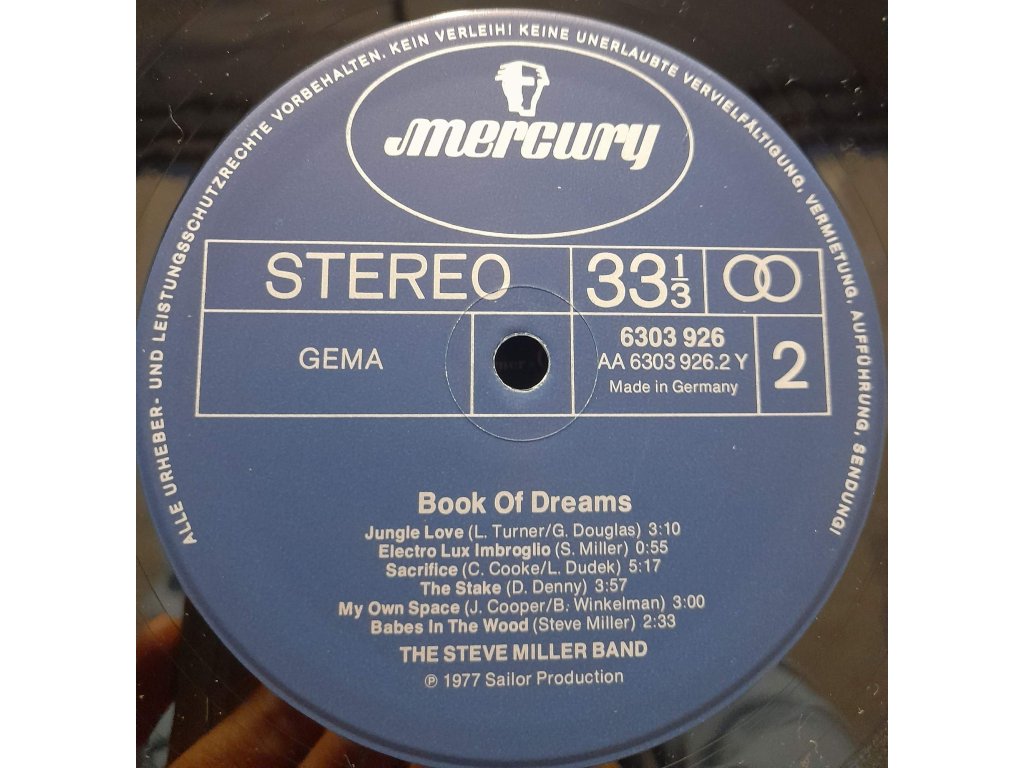 ALLE URHEBER- UND LEISTUNGSSCHUTZRECHTE VORBEHALTEN. KEIN VERLEIH! KEINE UNERLAUBTE VERVIELFÄLTIGUNG, VERMIETUNG, AUFFÜHRUNG, SENDUNG!
mercury
STEREO
33 1/3
GEMA
6303 926
AA 6303 926.2 Y
Made in Germany
2
Book Of Dreams
Jungle Love (L. Turner/G. Douglas) 3:10
Electro Lux Imbroglio (S. Miller) 0:55
Sacrifice (C. Cooke/L. Dudek) 5:17
The Stake (D. Denny) 3:57
My Own Space (J. Cooper/B. Winkelman) 3:00
Babes In The Wood (Steve Miller) 2:33
THE STEVE MILLER BAND
℗ 1977 Sailor Production